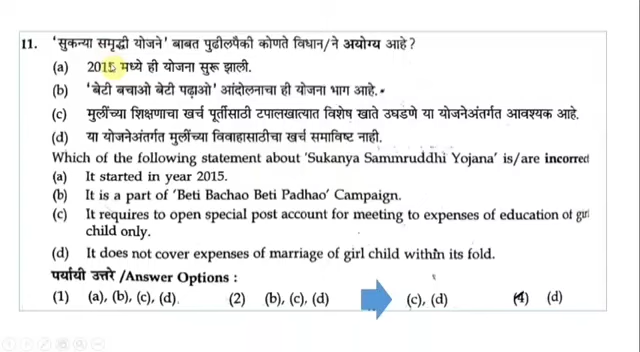 11. 'सुकन्या समृद्धी योजने' बाबत पुढीलपैकी कोणते विधान/ने अयोग्य आहे?
(a) 2015 मध्ये ही योजना सुरू झाली.
(b) 'बेटी बचाओ बेटी पढ़ाओ' आंदोलनाचा ही योजना भाग आहे.
(c) मुलींच्या शिक्षणाचा खर्च पूर्तीसाठी टपालखात्यात विशेष खाते उघडणे या योजनेअंतर्गत आवश्यक आहे.
(d) या योजनेअंतर्गत मुलींच्या विवाहासाठीचा खर्च समाविष्ट नाही.
Which of the following statement about 'Sukanya Sammruddhi Yojana' is/are incorred
(a) It started in year 2015.
(b) It is a part of 'Beti Bachao Beti Padhao' Campaign.
(c) It requires to open special post account for meeting to expenses of education of girl
child only.
(d) It does not cover expenses of marriage of girl child within its fold.
पर्यायी उत्तरे /Answer Options :
(1) (a), (b), (c), (d). (2) (b), (c), (d) (c), (d) (4) (d)